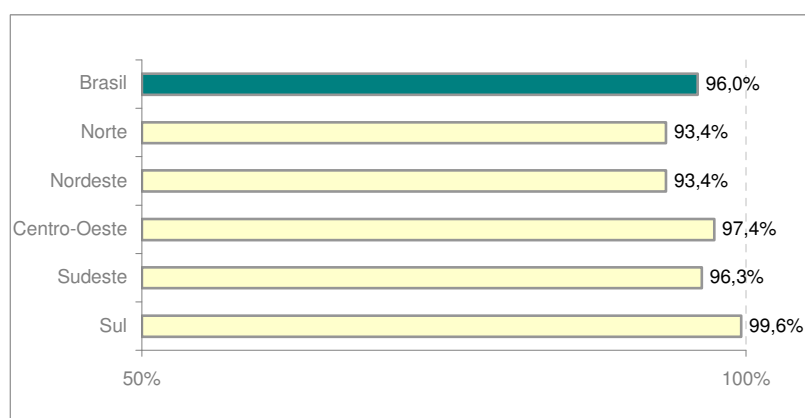 Brasil 96,0%
Norte 93,4%
Nordeste 93,4%
Centro-Oeste 97,4%
Sudeste 96,3%
Sul 99,6%
50% 100%